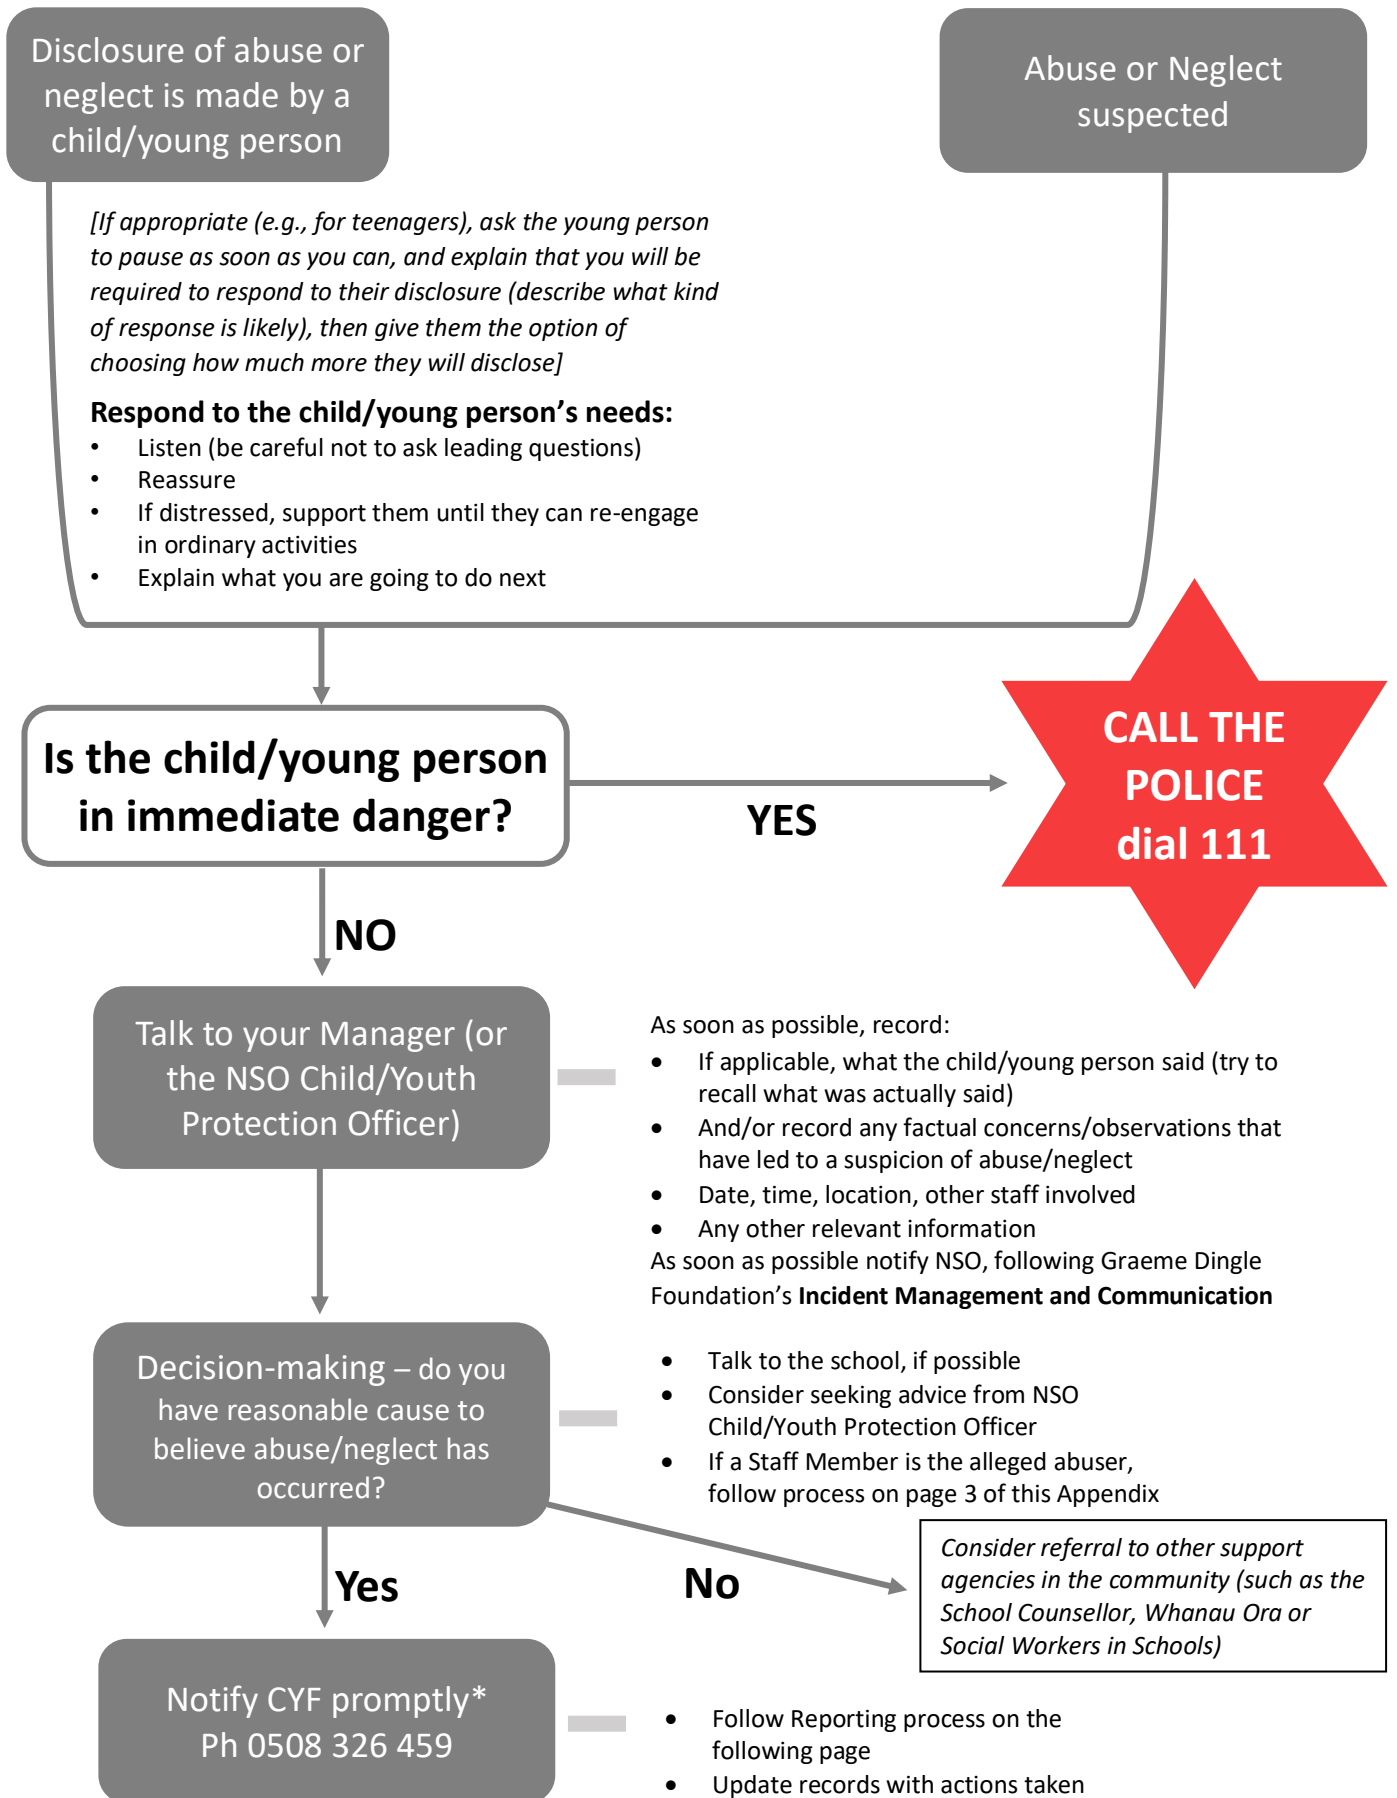 Disclosure of abuse or
neglect is made by a
child/young person
Abuse or Neglect
suspected
[If appropriate (e.g., for teenagers), ask the young person
to pause as soon as you can, and explain that you will be
required to respond to their disclosure (describe what kind
of response is likely), then give them the option of
choosing how much more they will disclose]
Respond to the child/young person’s needs:
• Listen (be careful not to ask leading questions)
• Reassure
• If distressed, support them until they can re-engage
in ordinary activities
• Explain what you are going to do next
Is the child/young person
in immediate danger?
YES
CALL THE
POLICE
dial 111
NO
Talk to your Manager (or
the NSO Child/Youth
Protection Officer)
As soon as possible, record:
• If applicable, what the child/young person said (try to
recall what was actually said)
• And/or record any factual concerns/observations that
have led to a suspicion of abuse/neglect
• Date, time, location, other staff involved
• Any other relevant information
As soon as possible notify NSO, following Graeme Dingle
Foundation’s Incident Management and Communication
Decision-making – do you
have reasonable cause to
believe abuse/neglect has
occurred?
• Talk to the school, if possible
• Consider seeking advice from NSO
Child/Youth Protection Officer
• If a Staff Member is the alleged abuser,
follow process on page 3 of this Appendix
Yes
No
Consider referral to other support
agencies in the community (such as the
School Counsellor, Whanau Ora or
Social Workers in Schools)
Notify CYF promptly*
Ph 0508 326 459
• Follow Reporting process on the
following page
• Update records with actions taken